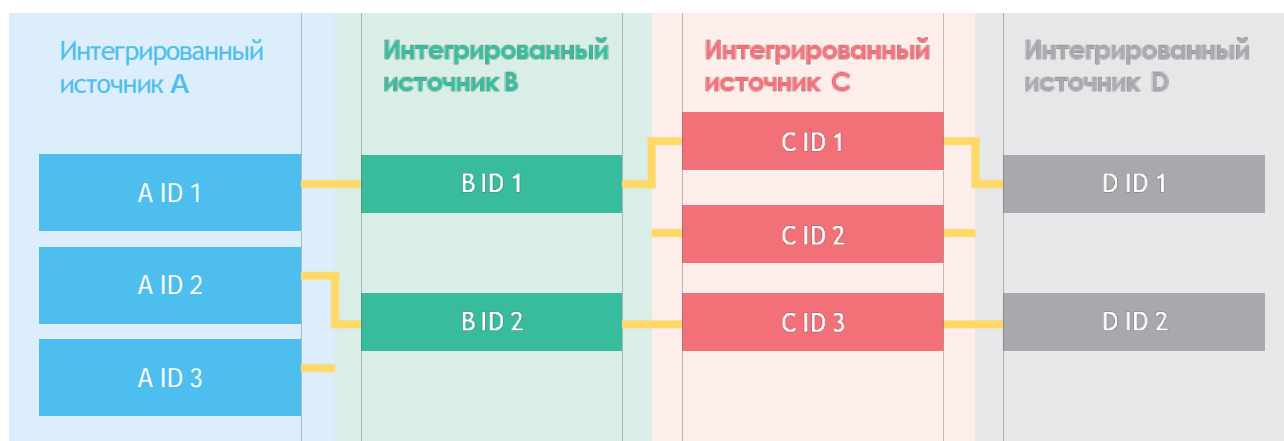 Интегрированный
источник A
Интегрированный
источник B
Интегрированный
источник C
Интегрированный
источник D
A ID 1
A ID 2
A ID 3
B ID 1
B ID 2
C ID 1
C ID 2
C ID 3
D ID 1
D ID 2